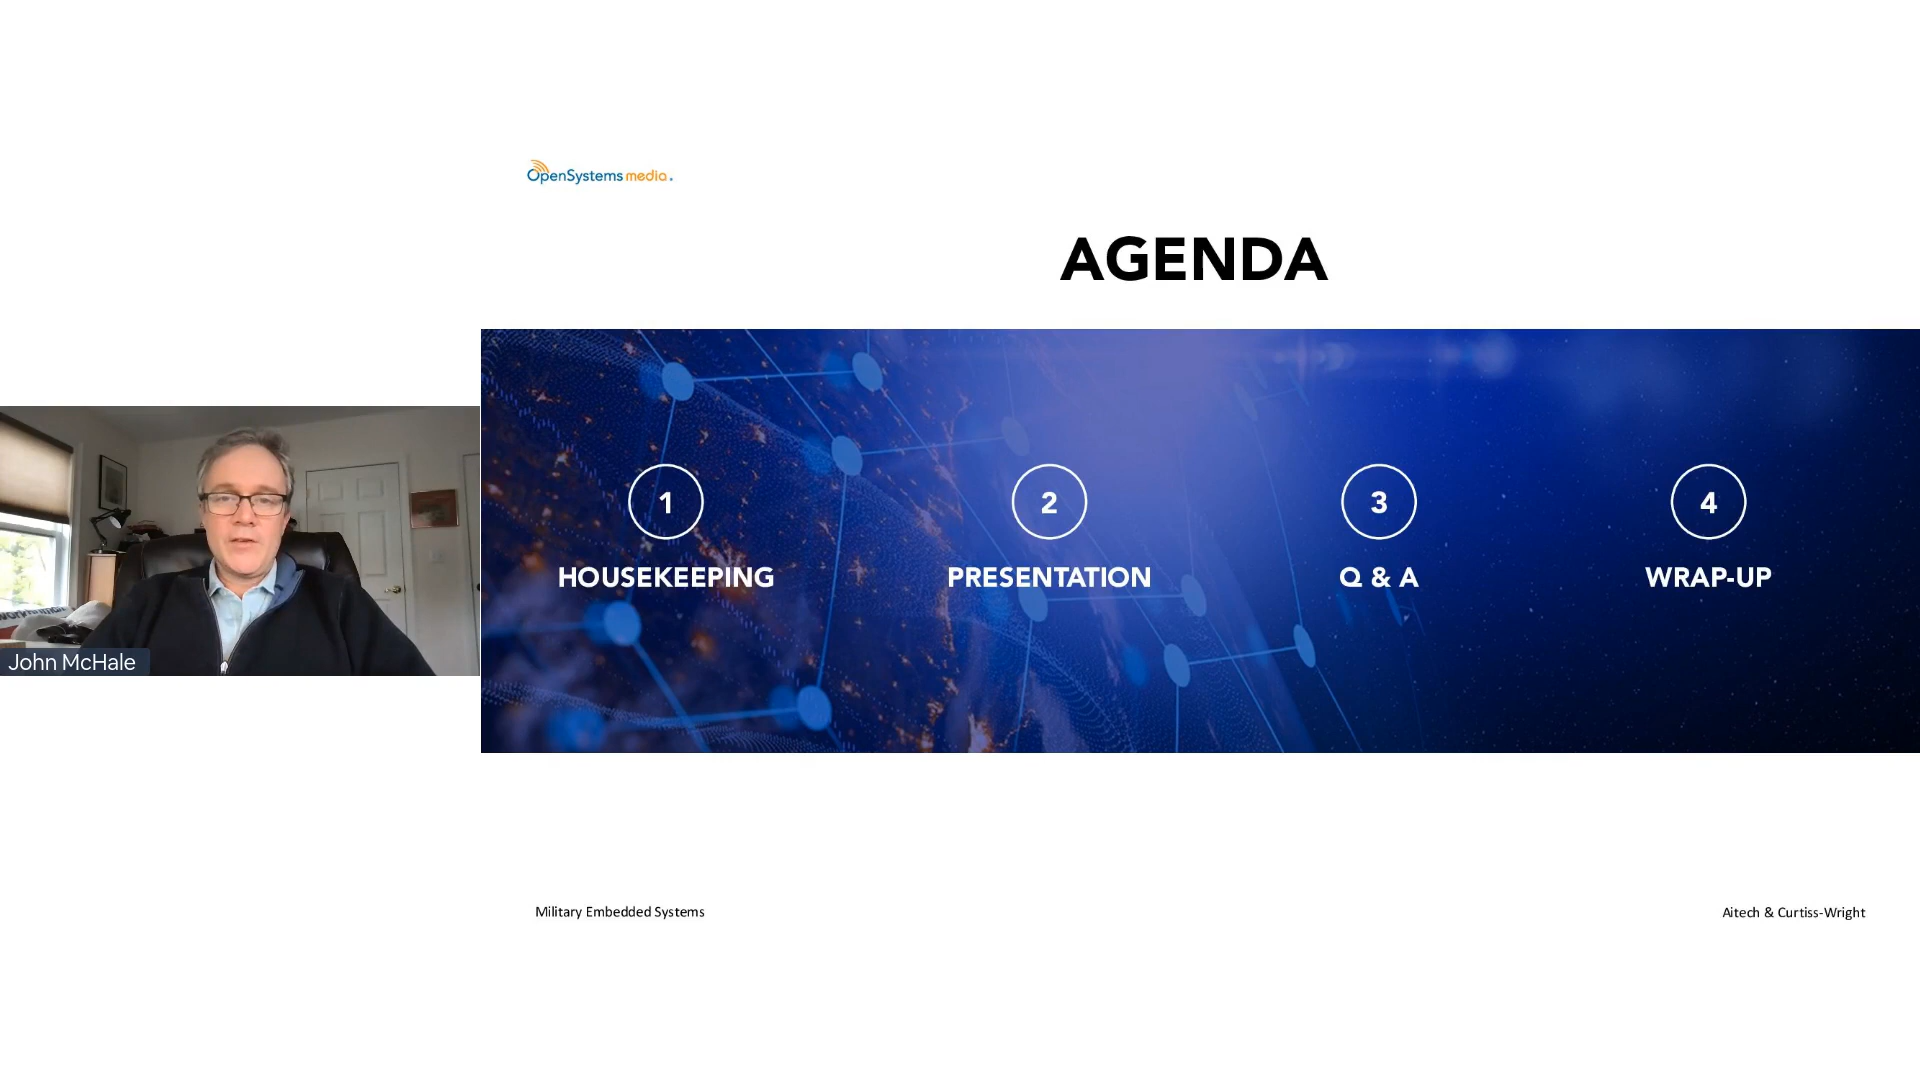 OpenSystems media.
AGENDA
1
HOUSEKEEPING
2
PRESENTATION
3
Q & A
4
WRAP-UP
John McHale
Military Embedded Systems
Aitech & Curtiss-Wright